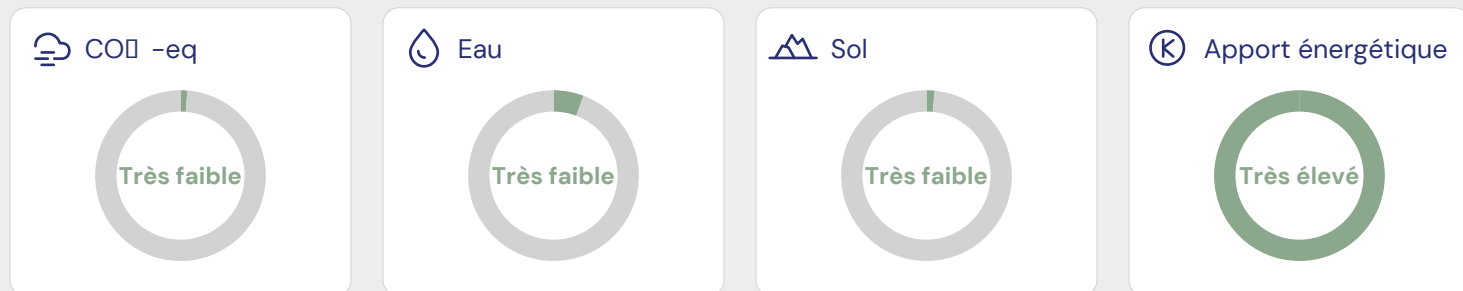 CO▯ -eq
Très faible
Eau
Très faible
Sol
Très faible
Apport énergétique
Très élevé